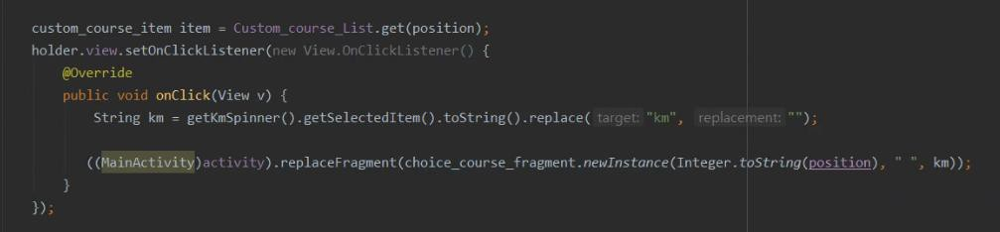 custom_course_item item = Custom_course_List.get(position);
holder.view.setOnClickListener(new View.OnClickListener() {
@Override
public void onClick(View v) {
String km = getKmSpinner().getSelectedItem().toString().replace( target: "km", replacement: "");
((MainActivity)activity).replaceFragment(choice_course_fragment.newInstance(Integer.toString(position), " ", km));
}
});